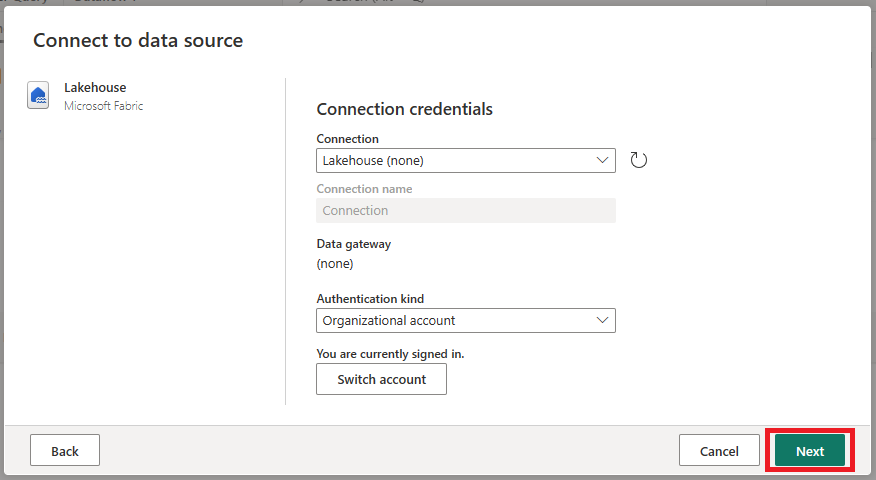 Connect to data source
Lakehouse
Microsoft Fabric
Connection credentials
Connection
Lakehouse (none)
Connection name
Connection
Data gateway
(none)
Authentication kind
Organizational account
You are currently signed in.
Switch account
Back
Cancel
Next